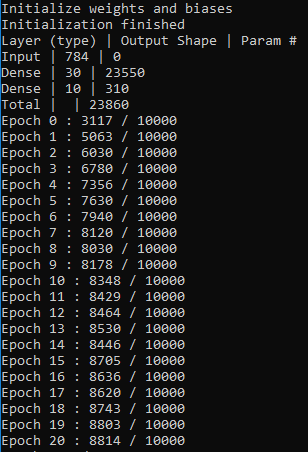 Initialize weights and biases
Initialization finished
Layer (type) | Output Shape | Param #
Input | 784 | 0
Dense | 30 | 23550
Dense | 10 | 310
Total |  | 23860
Epoch 0 : 3117 / 10000
Epoch 1 : 5063 / 10000
Epoch 2 : 6030 / 10000
Epoch 3 : 6780 / 10000
Epoch 4 : 7356 / 10000
Epoch 5 : 7630 / 10000
Epoch 6 : 7940 / 10000
Epoch 7 : 8120 / 10000
Epoch 8 : 8030 / 10000
Epoch 9 : 8178 / 10000
Epoch 10 : 8348 / 10000
Epoch 11 : 8429 / 10000
Epoch 12 : 8464 / 10000
Epoch 13 : 8530 / 10000
Epoch 14 : 8446 / 10000
Epoch 15 : 8705 / 10000
Epoch 16 : 8636 / 10000
Epoch 17 : 8620 / 10000
Epoch 18 : 8743 / 10000
Epoch 19 : 8803 / 10000
Epoch 20 : 8814 / 10000